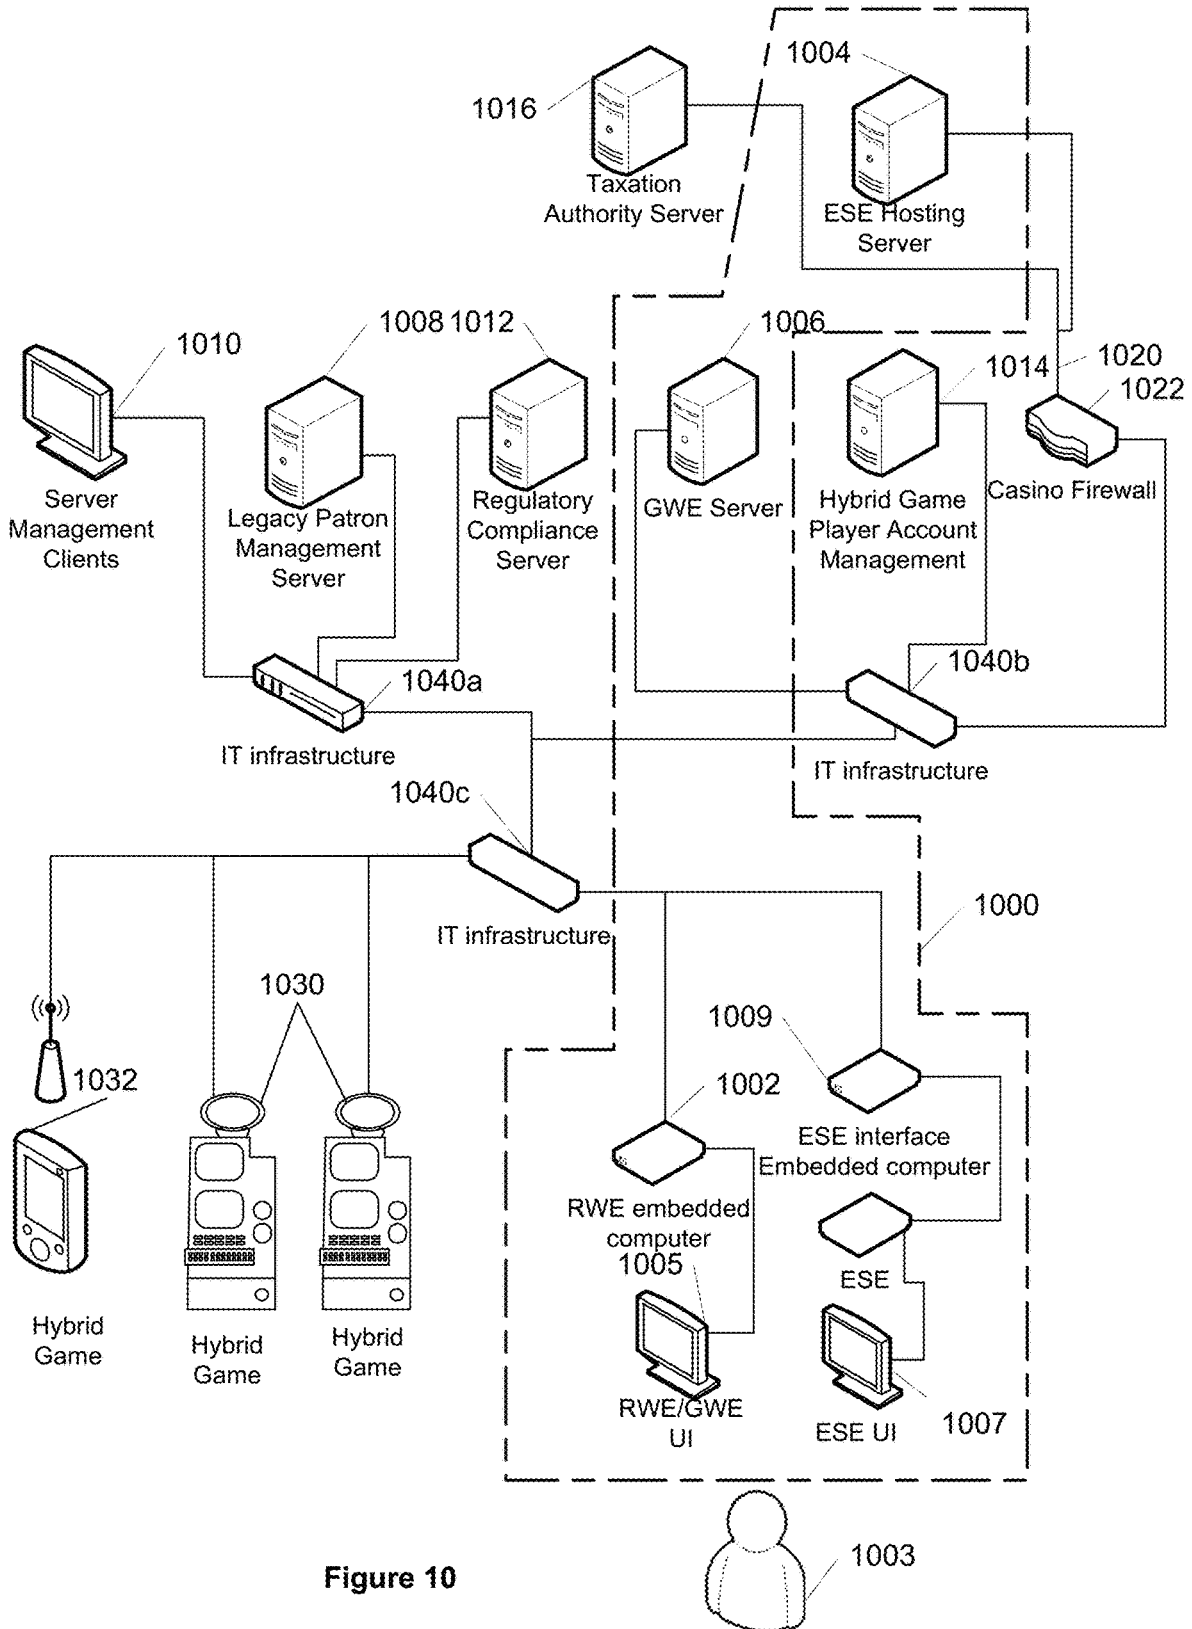 1004
1016
Taxation
Authority Server
ESE Hosting
Server
1008
1012
1006
1010
1014
1020
1022
Server
Management
Clients
Legacy Patron
Management
Server
Regulatory
Compliance
Server
GWE Server
Hybrid Game
Player Account
Management
Casino Firewall
1040a
1040b
IT infrastructure
IT infrastructure
1040c
IT infrastructure
1000
1030
1009
1032
1002
ESE interface
Embedded computer
RWE embedded
computer
1005
ESE
Hybrid
Game
Hybrid
Game
Hybrid
Game
RWE/GWE
UI
ESE UI
1007
1003
Figure 10